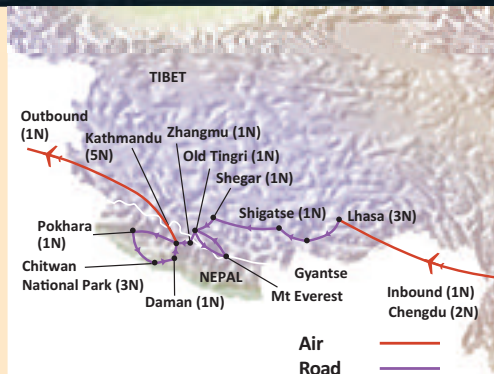 TIBET
Outbound
(1N)
Kathmandu
(5N)
Zhangmu (1N)
Old Tingri (1N)
Shegar (1N)
Shigatse (1N)
Lhasa (3N)
Pokhara
(1N)
Chitwan
National Park (3N)
Daman (1N)
NEPAL
Gyantse
Mt Everest
Inbound (1N)
Chengdu (2N)
Air
Road